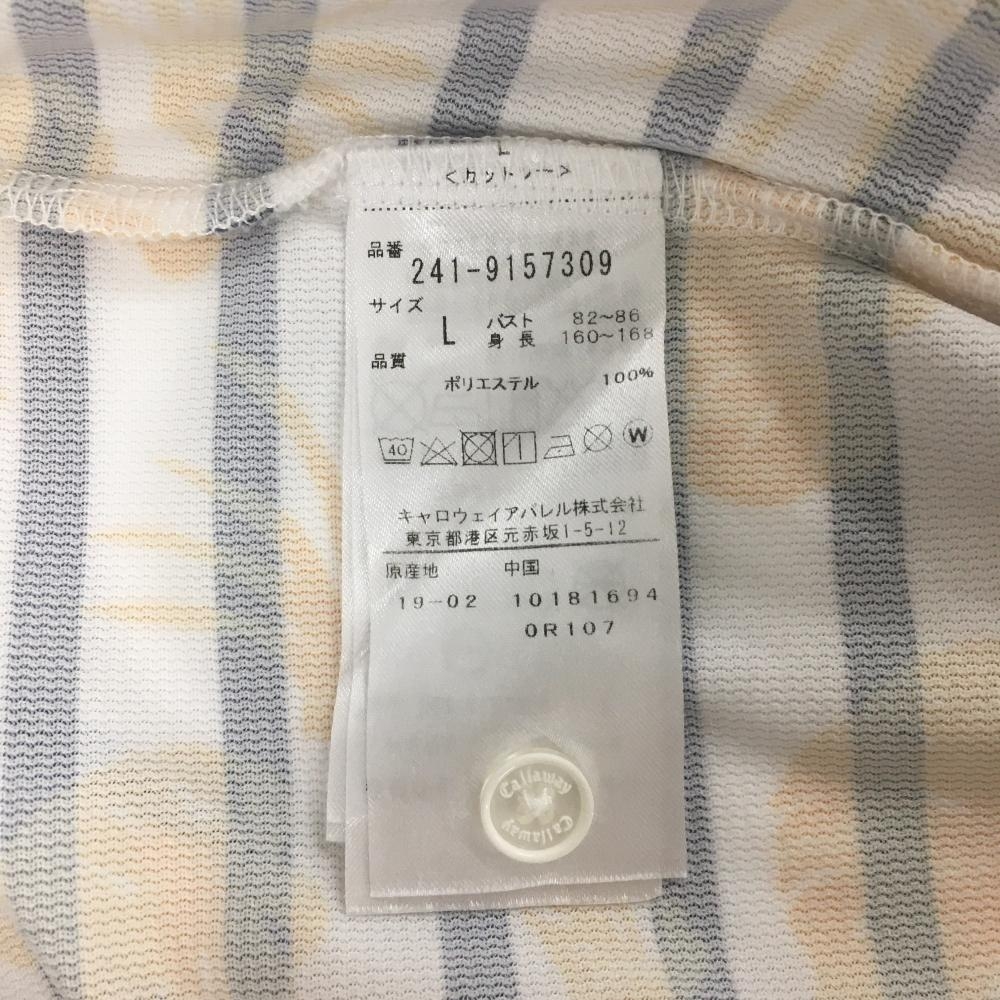 L
<カットソー>
品番
241-9157309
サイズ
L バスト 82~86
身長 160~168
品質
ポリエステル 100%
40 W
キャロウェイアパレル株式会社
東京都港区元赤坂1-5-12
原産地 中国
19-02 10181694
0R107
Callaway
Callaway